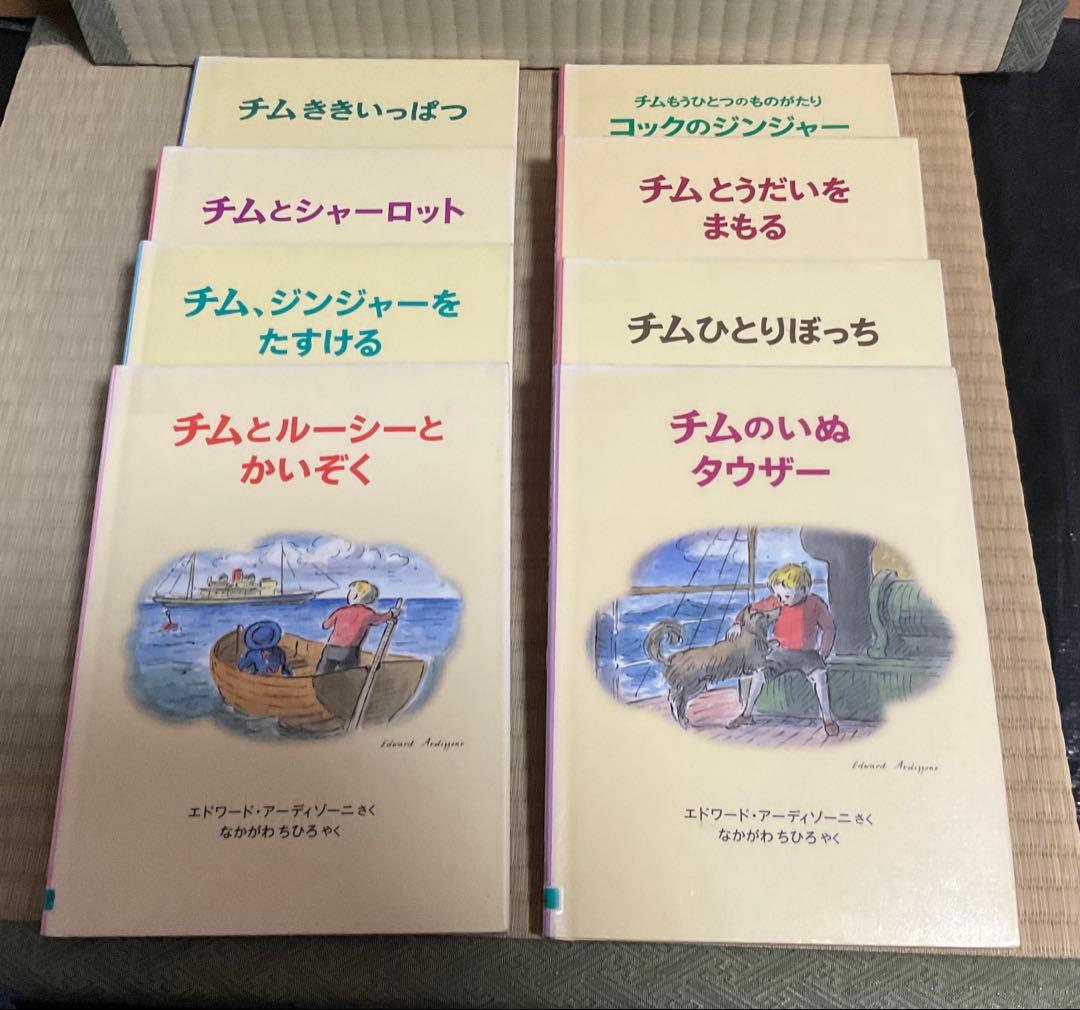 チム ききいっぱつ
チムとシャーロット
チム、ジンジャーを
たすける
チムとルーシーと
かいぞく
Edward Ardizzone
エドワード・アーディゾーニ さく
なかがわ ちひろ やく
チムもうひとつのものがたり
コックのジンジャー
チム とうだいを
まもる
チムひとりぼっち
チムのいぬ
タウザー
Edward Ardizzone
エドワード・アーディゾーニ さく
なかがわ ちひろ やく